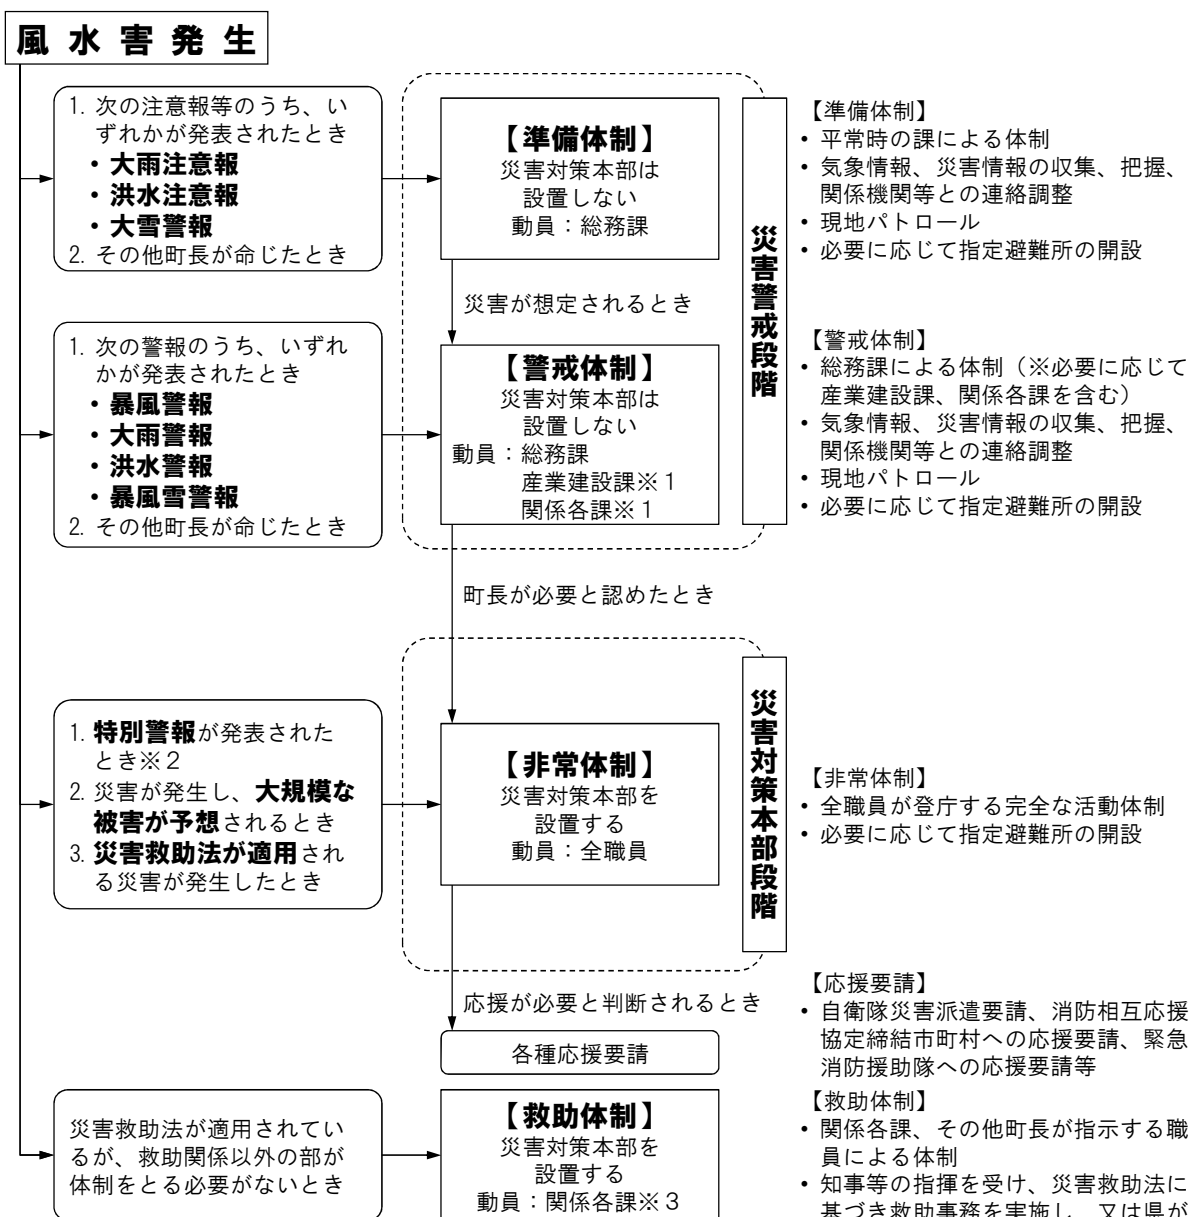 風水害発生
1. 次の注意報等のうち、い
ずれかが発表されたとき
・大雨注意報
・洪水注意報
・大雪警報
2. その他町長が命じたとき
【準備体制】
災害対策本部は
設置しない
動員：総務課
災害警戒段階
【準備体制】
• 平常時の課による体制
• 気象情報、災害情報の収集、把握、
関係機関等との連絡調整
• 現地パトロール
• 必要に応じて指定避難所の開設
災害が想定されるとき
1. 次の警報のうち、いずれ
かが発表されたとき
・暴風警報
・大雨警報
・洪水警報
・暴風雪警報
2. その他町長が命じたとき
【警戒体制】
災害対策本部は
設置しない
動員：総務課
産業建設課※１
関係各課※１
【警戒体制】
• 総務課による体制（※必要に応じて
産業建設課、関係各課を含む）
• 気象情報、災害情報の収集、把握、
関係機関等との連絡調整
• 現地パトロール
• 必要に応じて指定避難所の開設
町長が必要と認めたとき
1. 特別警報が発表された
とき※２
2. 災害が発生し、大規模な
被害が予想されるとき
3. 災害救助法が適用され
る災害が発生したとき
【非常体制】
災害対策本部を
設置する
動員：全職員
災害対策本部段階
【非常体制】
• 全職員が登庁する完全な活動体制
• 必要に応じて指定避難所の開設
応援が必要と判断されるとき
各種応援要請
【応援要請】
• 自衛隊災害派遣要請、消防相互応援
協定締結市町村への応援要請、緊急
消防援助隊への応援要請等
災害救助法が適用されてい
るが、救助関係以外の部が
体制をとる必要がないとき
【救助体制】
災害対策本部を
設置する
動員：関係各課※３
【救助体制】
• 関係各課、その他町長が指示する職
員による体制
• 知事等の指揮を受け、災害救助法に
基づき救助事務を実施し、又は県が